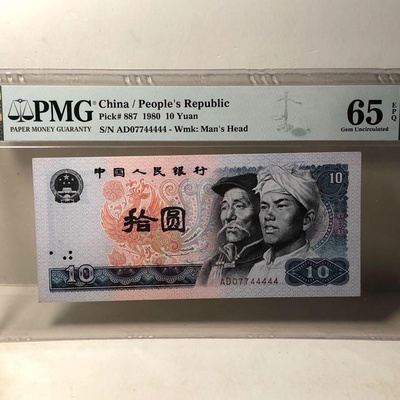 PMG
PAPER MONEY GUARANTY
China / People's Republic
Pick# 887 1980 10 Yuan
S/N AD07744444 - Wmk: Man's Head
65 EPQ
Gem Uncirculated
中国人民银行
10
拾圆
10
AD07744444
10